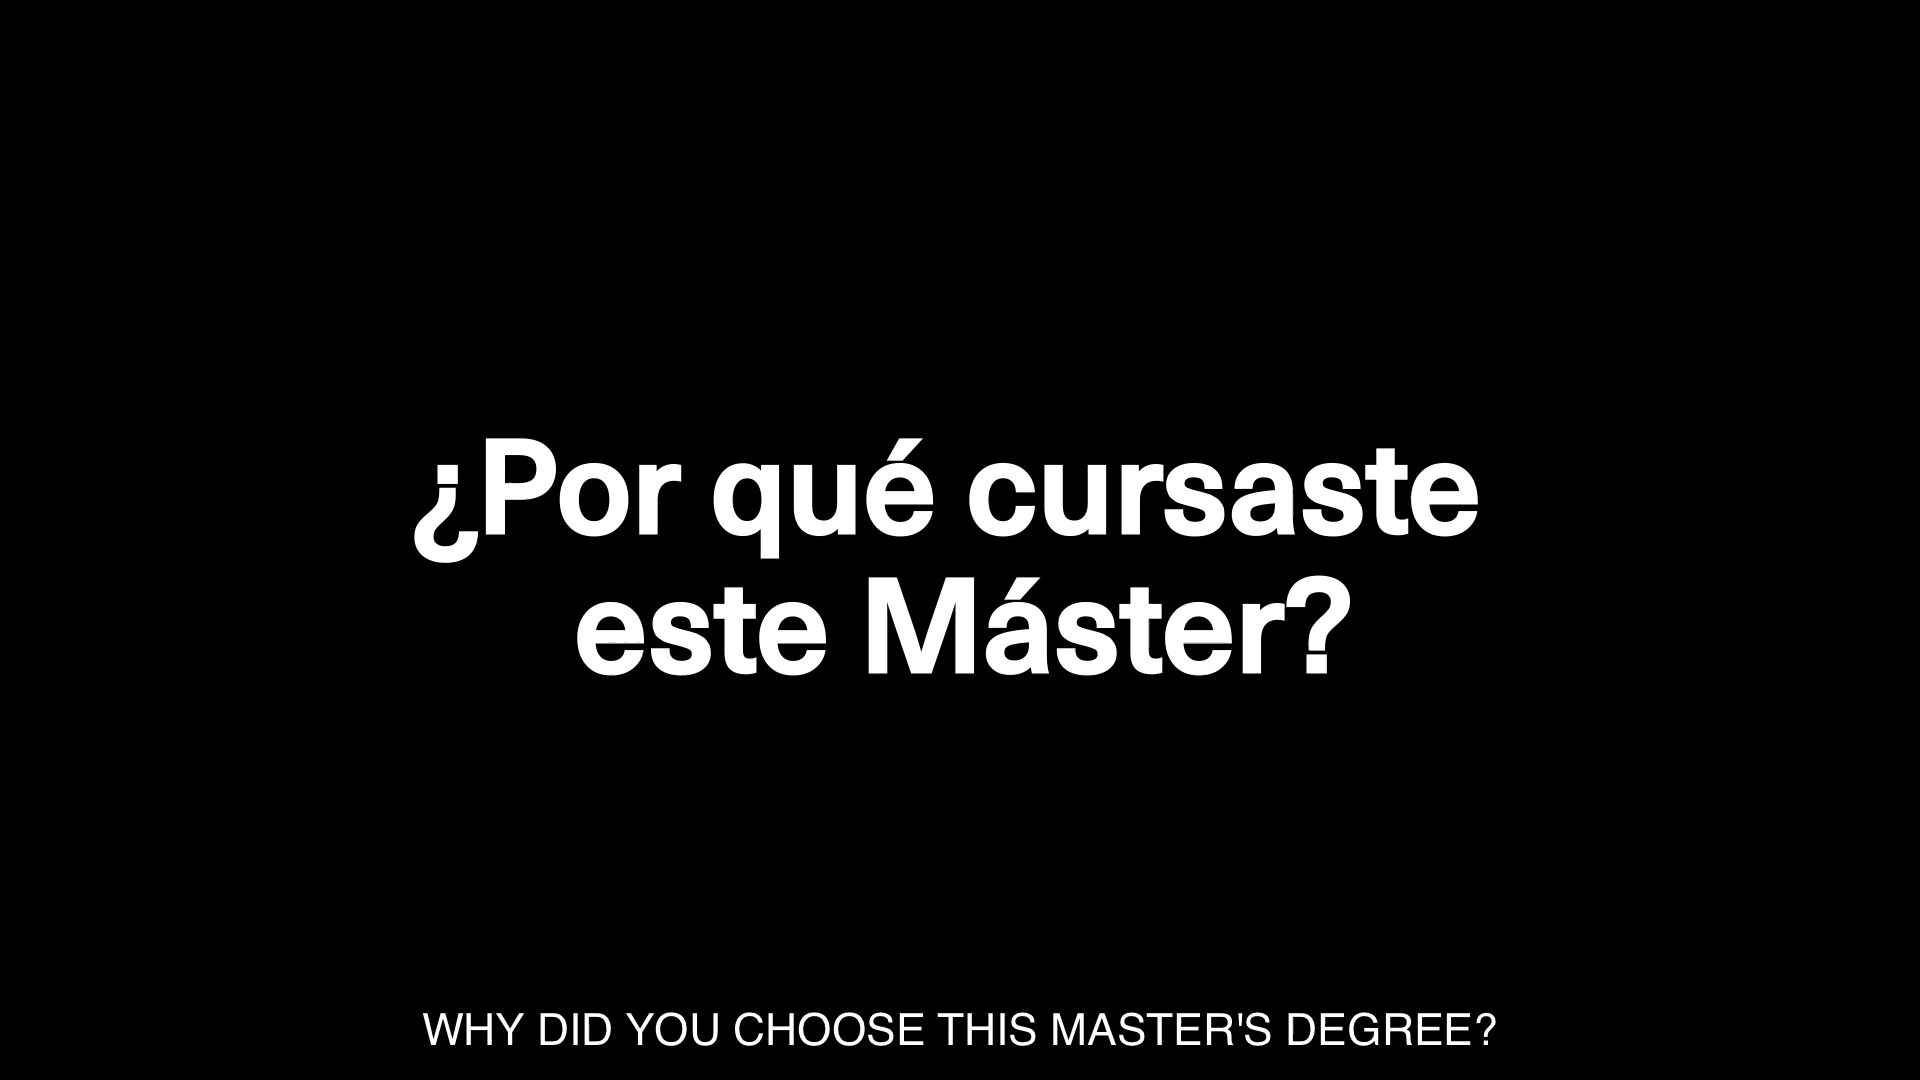 ¿Por qué cursaste
este Máster?
WHY DID YOU CHOOSE THIS MASTER'S DEGREE?